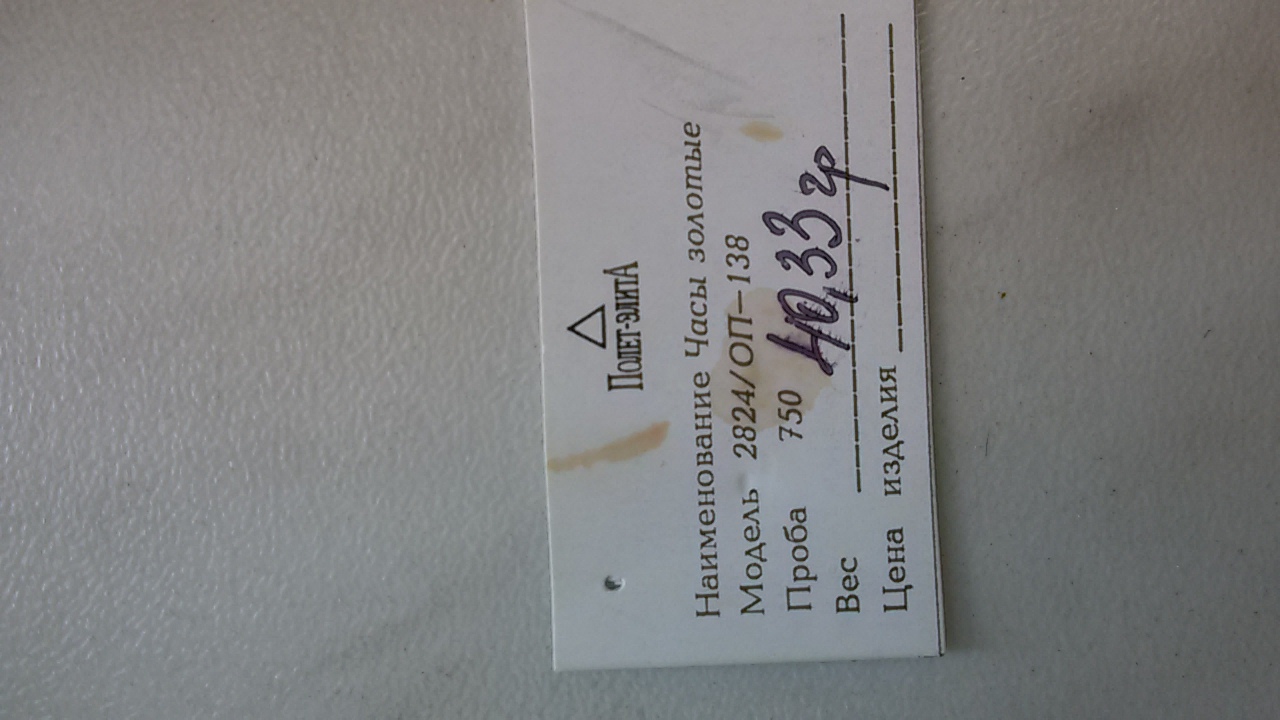 Полет-элитА
Наименование Часы золотые
Модель 2824/ОП-138
Проба 750
Вес 40,33 гр
Цена изделия